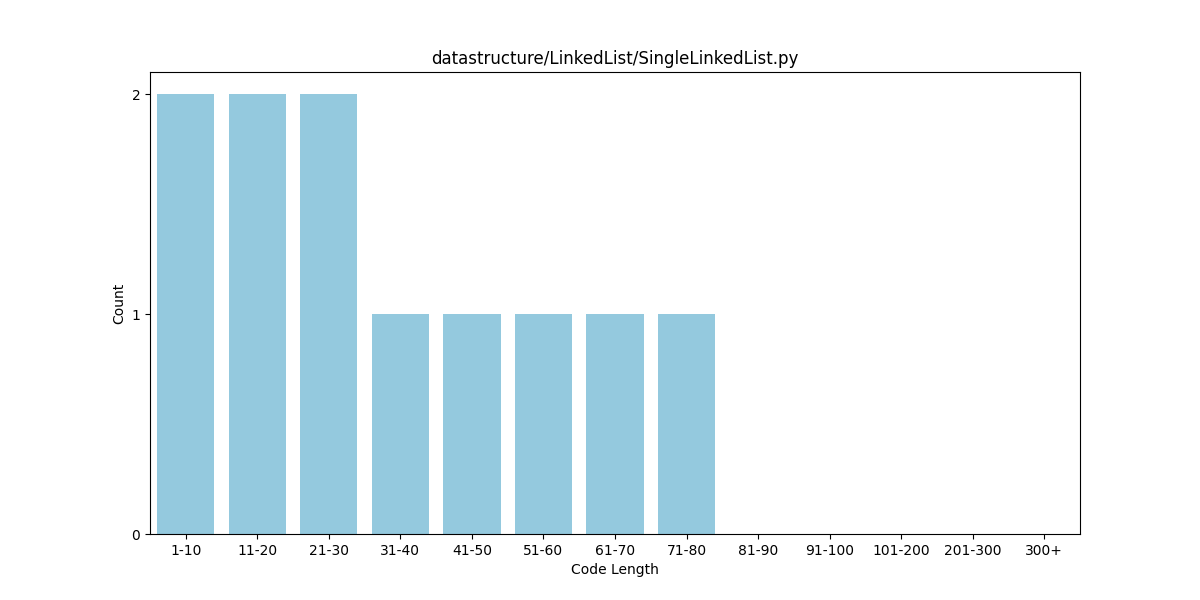 datastructure/LinkedList/SingleLinkedList.py
2
1
0
Count
1-10 11-20 21-30 31-40 41-50 51-60 61-70 71-80 81-90 91-100 101-200 201-300 300+
Code Length